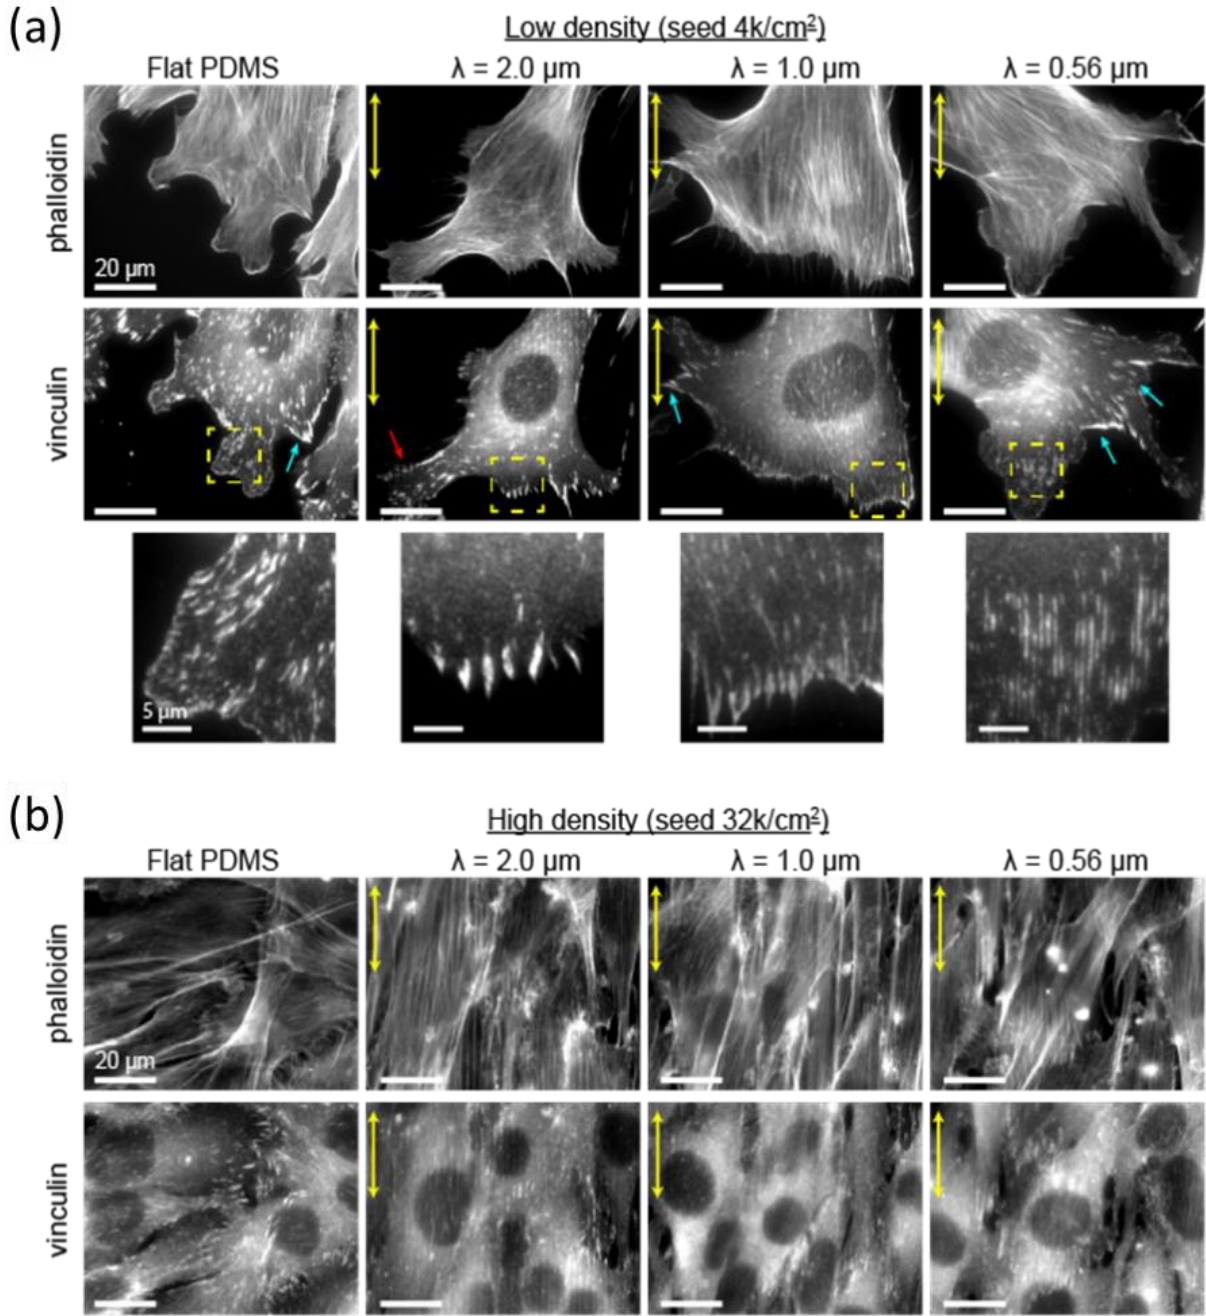 (a)
Low density (seed 4k/cm²)
Flat PDMS λ = 2.0 µm λ = 1.0 µm λ = 0.56 µm
phalloidin
20 µm
vinculin
5 µm
(b)
High density (seed 32k/cm²)
Flat PDMS λ = 2.0 µm λ = 1.0 µm λ = 0.56 µm
phalloidin
20 µm
vinculin